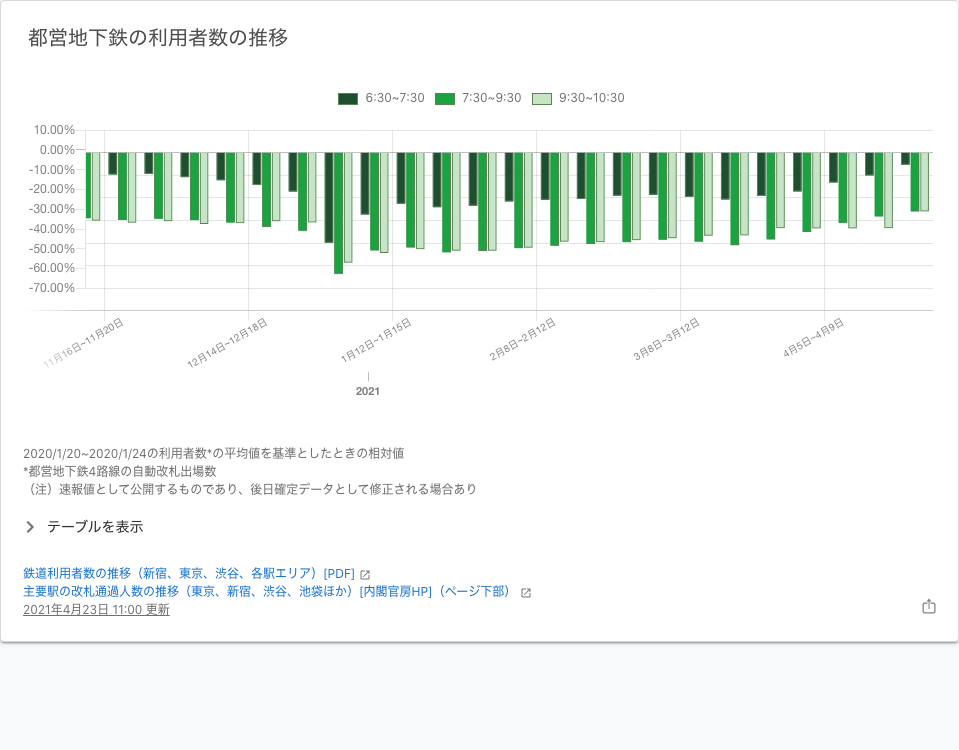 都営地下鉄の利用者数の推移
6:30~7:30 7:30~9:30 9:30~10:30
10.00%
0.00%
-10.00%
-20.00%
-30.00%
-40.00%
-50.00%
-60.00%
-70.00%
11月16日~11月20日 12月14日~12月18日 1月12日~1月15日 2月8日~2月12日 3月8日~3月12日 4月5日~4月9日
2021
2020/1/20~2020/1/24の利用者数*の平均値を基準としたときの相対値
*都営地下鉄4路線の自動改札出場数
（注）速報値として公開するものであり、後日確定データとして修正される場合あり
テーブルを表示
鉄道利用者数の推移（新宿、東京、渋谷、各駅エリア）[PDF]
主要駅の改札通過人数の推移（東京、新宿、渋谷、池袋ほか）[内閣官房HP]（ページ下部）
2021年4月23日 11:00 更新